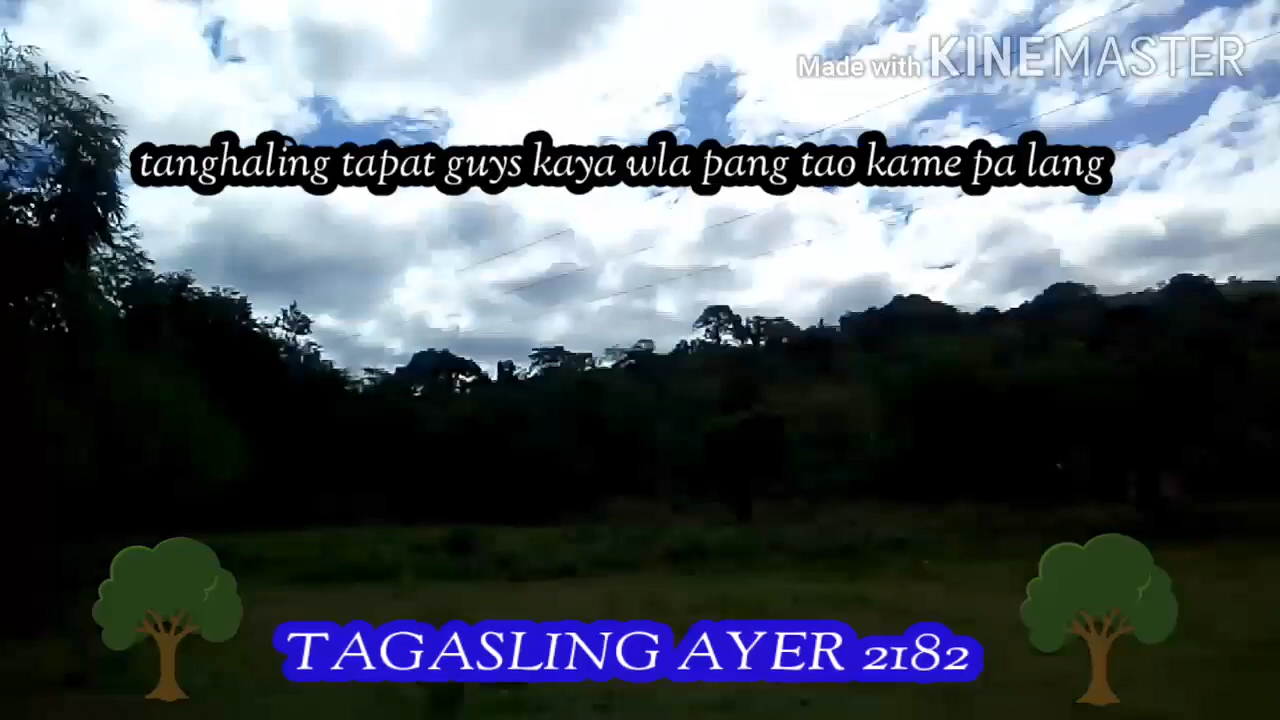 Made with KINEMASTER
tanghaling tapat guys kaya wla pang tao kame pa lang
TAGASLING AYER 2182